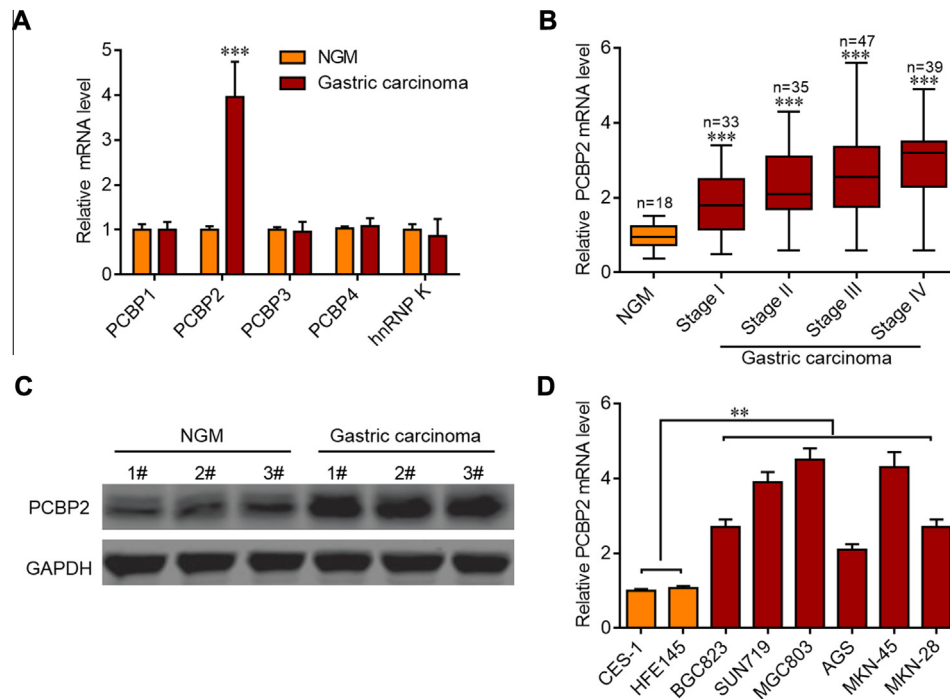 A
Relative mRNA level
5
4
3
2
1
0
***
NGM
Gastric carcinoma
PCBP1
PCBP2
PCBP3
PCBP4
hnRNP K
B
Relative PCBP2 mRNA level
6
4
2
0
n=18
n=33
***
n=35
***
n=47
***
n=39
***
NGM
Stage I
Stage II
Stage III
Stage IV
Gastric carcinoma
C
NGM
Gastric carcinoma
1# 2# 3# 1# 2# 3#
PCBP2
GAPDH
D
Relative PCBP2 mRNA level
6
4
2
0
**
CES-1
HFE145
BGC823
SUN719
MGC803
AGS
MKN-45
MKN-28